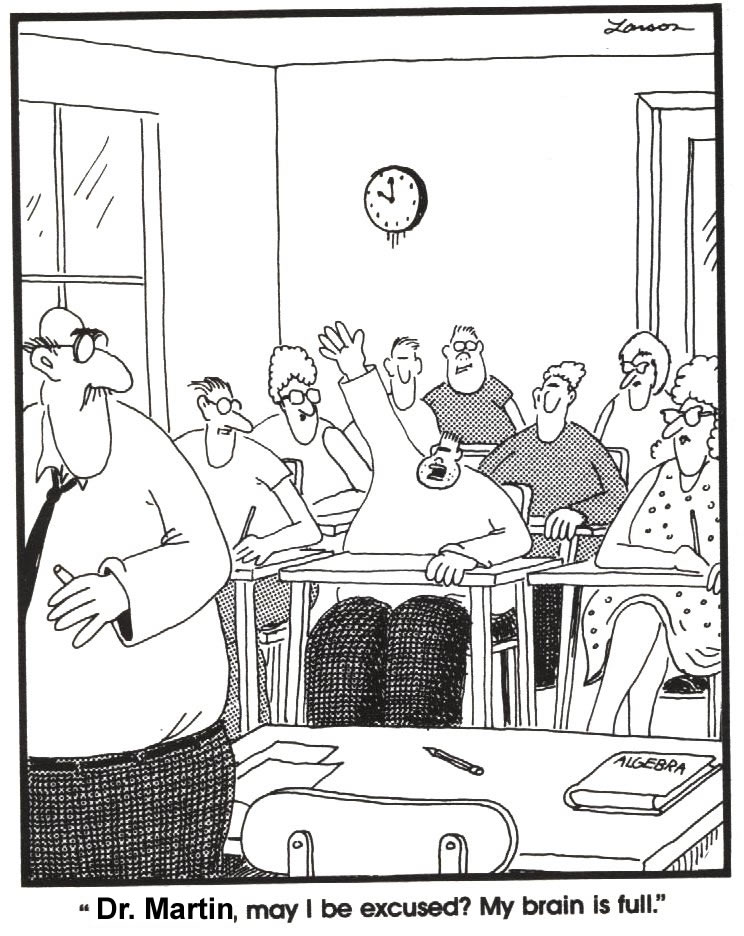 Larson
ALGEBRA
“ Dr. Martin, may I be excused? My brain is full.”